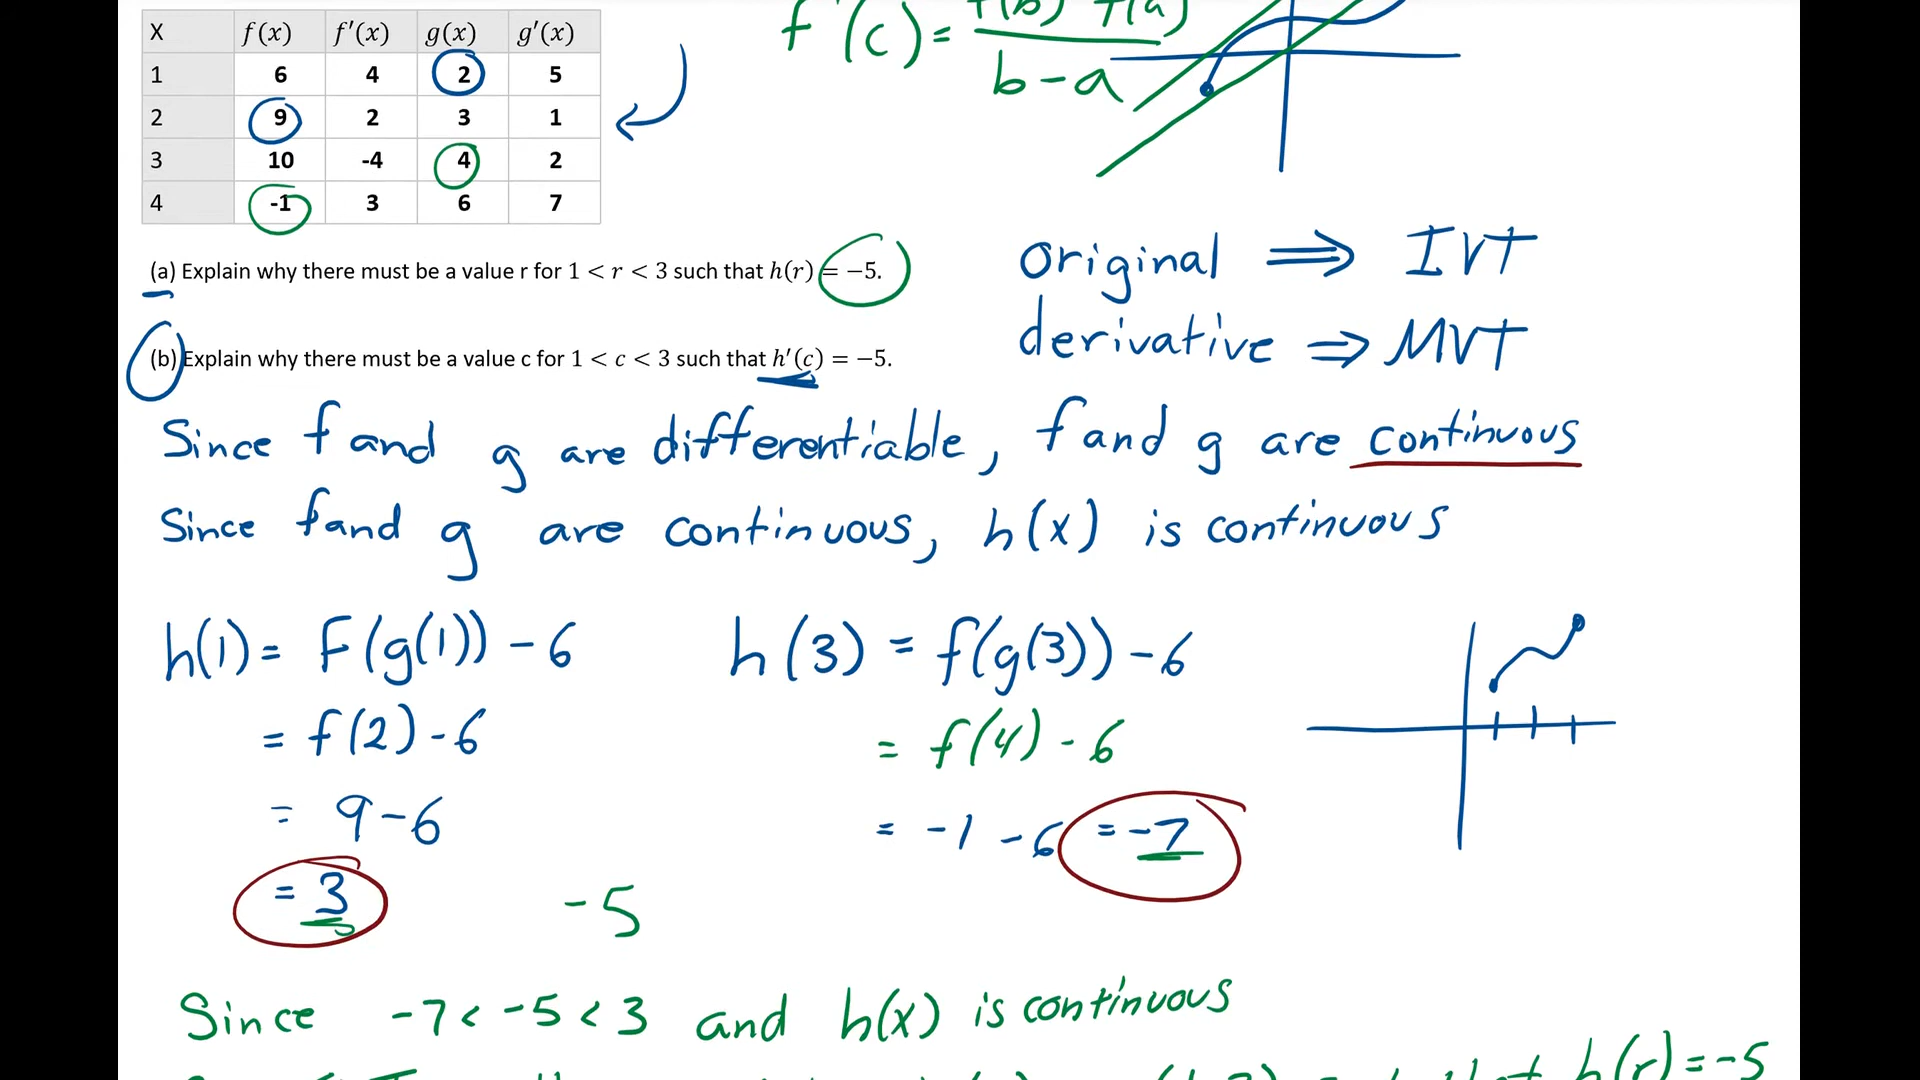 f'(c) = f(b) f(a)
b-a
X f(x) f'(x) g(x) g'(x)
1 6 4 2 5
2 9 2 3 1
3 10 -4 4 2
4 -1 3 6 7
(a) Explain why there must be a value r for 1 < r < 3 such that h(r) = −5.
original ⇒ IVT
(b) Explain why there must be a value c for 1 < c < 3 such that h'(c) = −5.
derivative ⇒ MVT
Since f and g are differentiable, f and g are continuous
Since f and g are continuous, h(x) is continuous
h(1) = F(g(1)) - 6
= f(2) - 6
= 9 - 6
= 3
h(3) = f(g(3)) - 6
= f(4) - 6
= -1 - 6 = -7
-5
Since -7 < -5 < 3 and h(x) is continuous
h(r) = -5